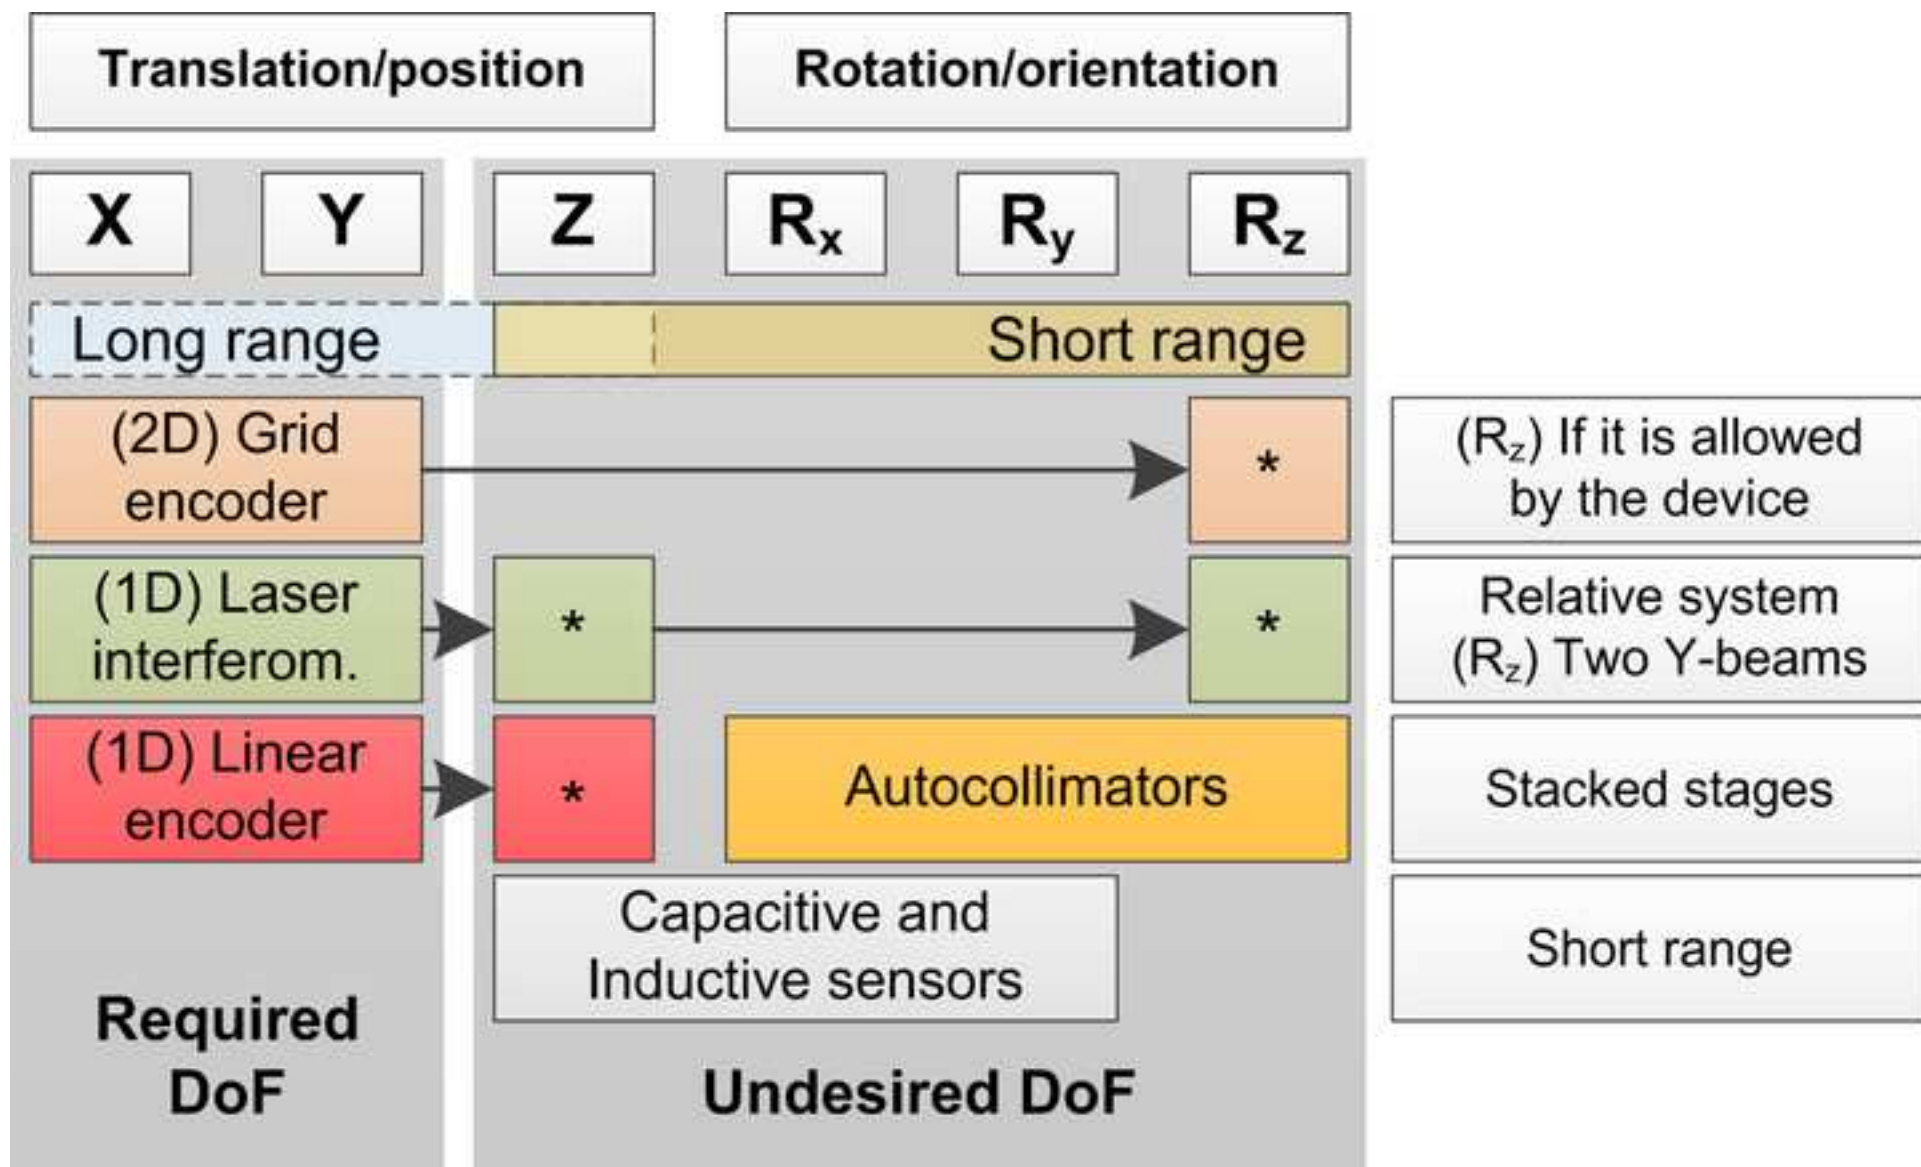 Translation/position
Rotation/orientation
X
Y
Z
Rx
Ry
Rz
Long range
Short range
(2D) Grid
encoder
*
(Rz) If it is allowed
by the device
(1D) Laser
interferom.
*
*
Relative system
(Rz) Two Y-beams
(1D) Linear
encoder
*
Autocollimators
Stacked stages
Capacitive and
Inductive sensors
Short range
Required
DoF
Undesired DoF